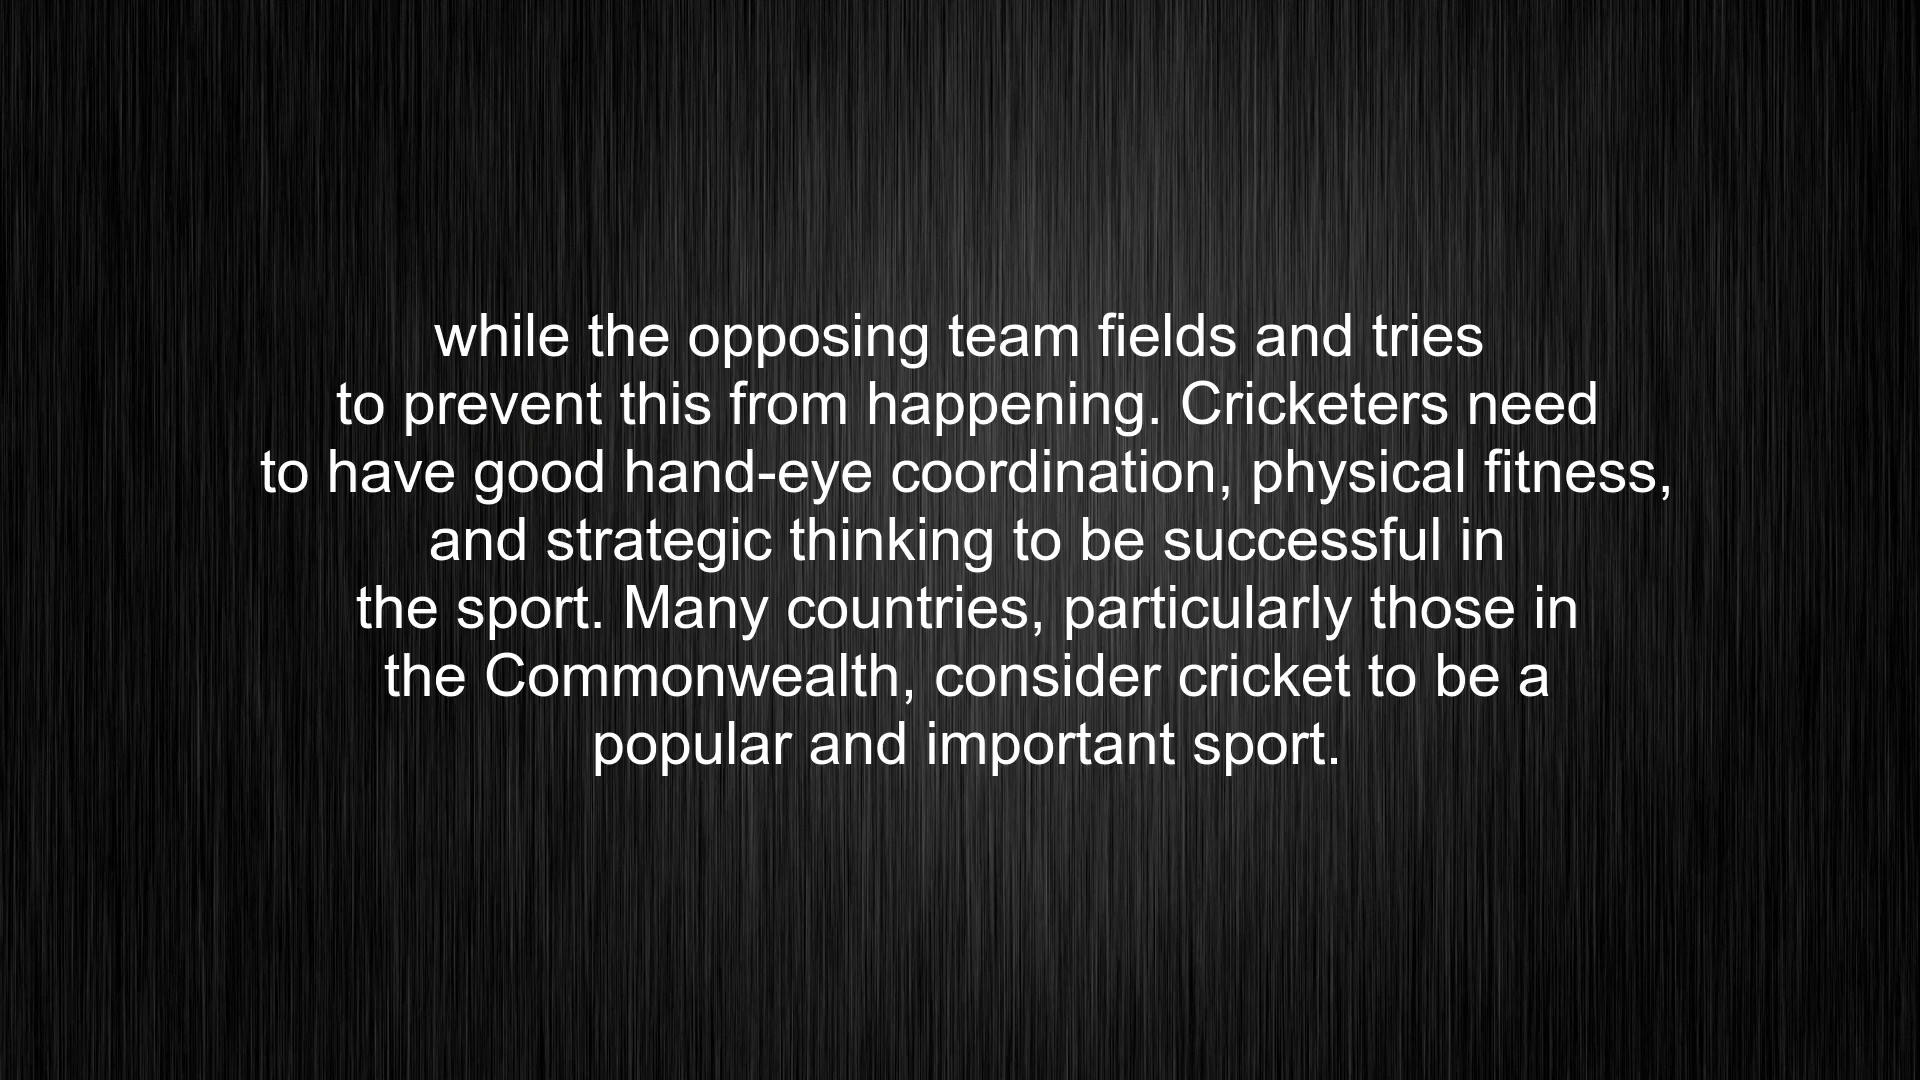 while the opposing team fields and tries
to prevent this from happening. Cricketers need
to have good hand-eye coordination, physical fitness,
and strategic thinking to be successful in
the sport. Many countries, particularly those in
the Commonwealth, consider cricket to be a
popular and important sport.